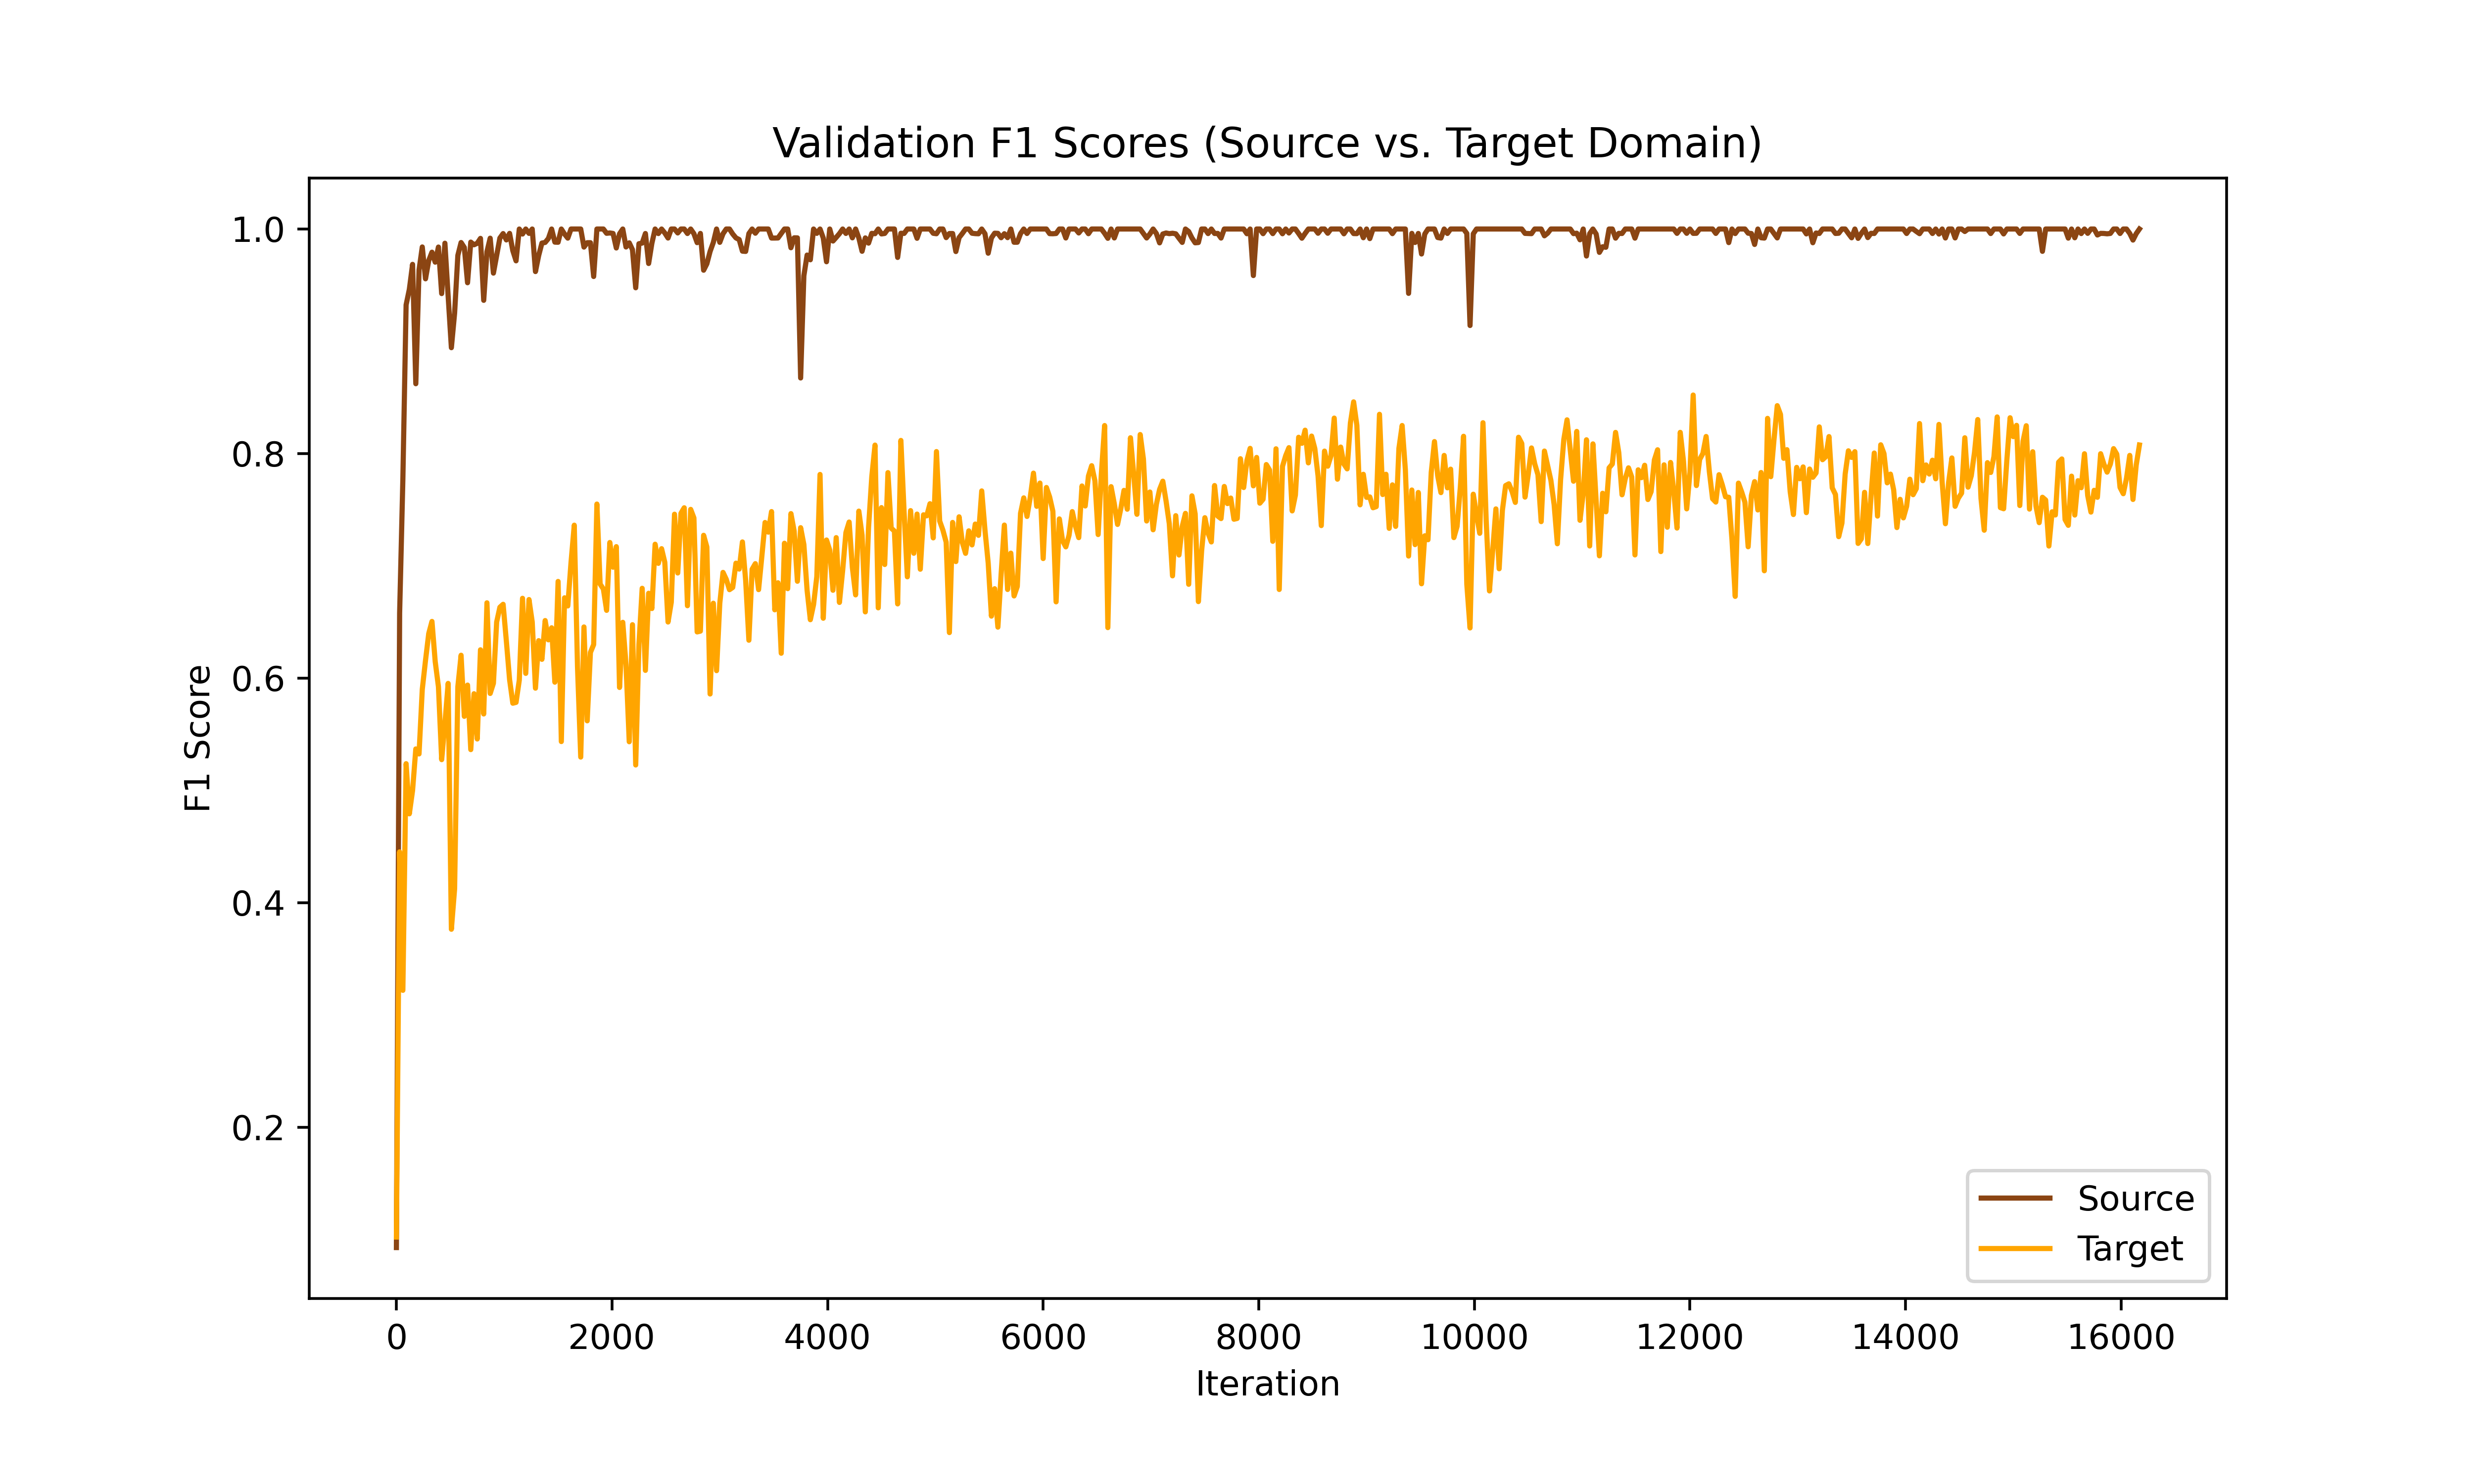 Validation F1 Scores (Source vs. Target Domain)
1.0
0.8
0.6
0.4
0.2
F1 Score
0 2000 4000 6000 8000 10000 12000 14000 16000
Iteration
Source
Target